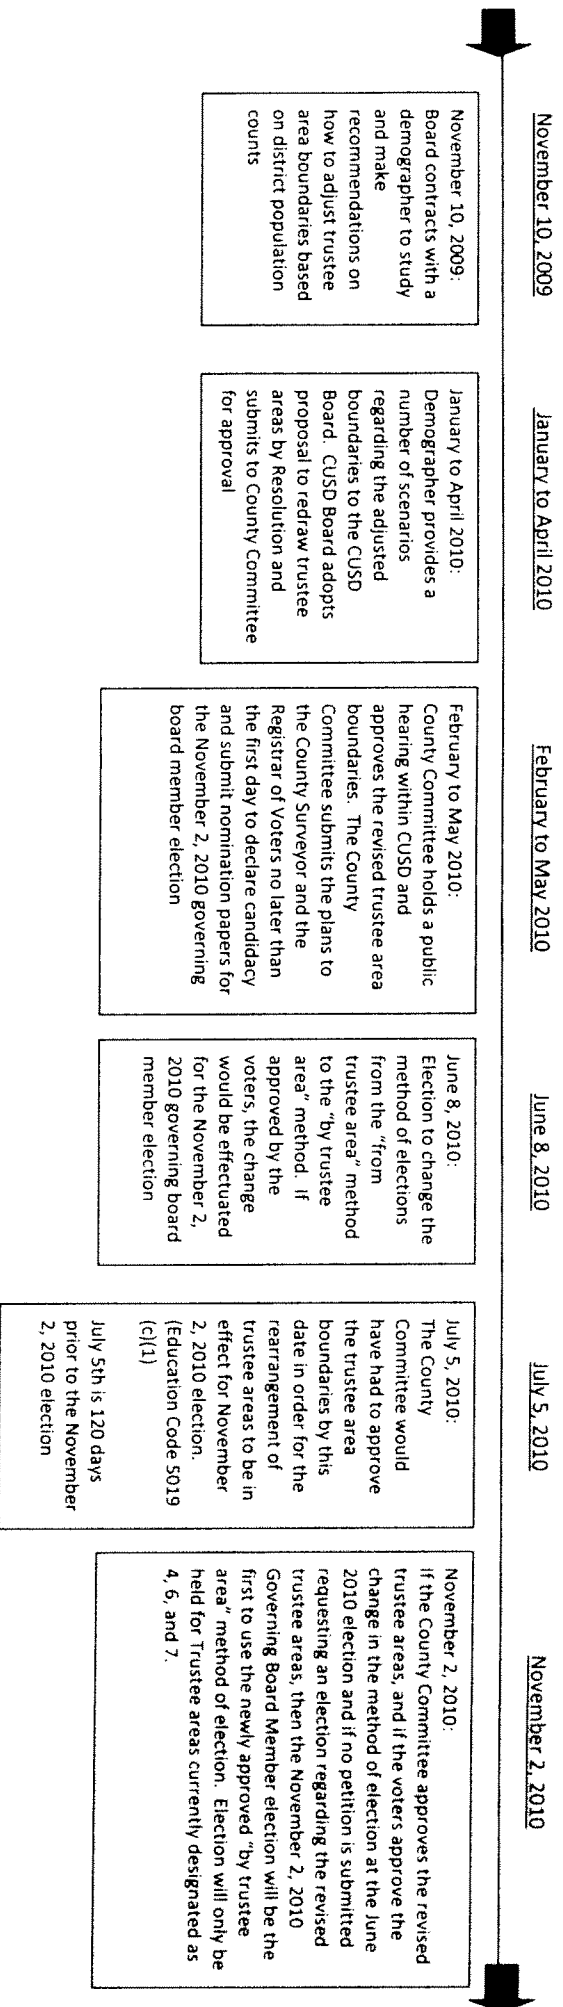 November 10, 2009
January to April 2010
February to May 2010
June 8, 2010
July 5, 2010
November 2, 2010
November 10, 2009:
Board contracts with a
demographer to study
and make
recommendations on
how to adjust trustee
area boundaries based
on district population
counts
January to April 2010:
Demographer provides a
number of scenarios
regarding the adjusted
boundaries to the CUSD
Board. CUSD Board adopts
proposal to redraw trustee
areas by Resolution and
submits to County Committee
for approval
February to May 2010:
County Committee holds a public
hearing within CUSD and
approves the revised trustee area
boundaries. The County
Committee submits the plans to
the County Surveyor and the
Registrar of Voters no later than
the first day to declare candidacy
and submit nomination papers for
the November 2, 2010 governing
board member election
June 8, 2010:
Election to change the
method of elections
from the "from
trustee area" method
to the "by trustee
area" method. If
approved by the
voters, the change
would be effectuated
for the November 2,
2010 governing board
member election
July 5, 2010:
The County
Committee would
have had to approve
the trustee area
boundaries by this
date in order for the
rearrangement of
trustee areas to be in
effect for November
2, 2010 election.
(Education Code 5019
(c)(1)
July 5th is 120 days
prior to the November
2, 2010 election
November 2, 2010:
If the County Committee approves the revised
trustee areas, and if the voters approve the
change in the method of election at the June
2010 election and if no petition is submitted
requesting an election regarding the revised
trustee areas, then the November 2, 2010
Governing Board Member election will be the
first to use the newly approved "by trustee
area" method of election. Election will only be
held for Trustee areas currently designated as
4, 6, and 7.